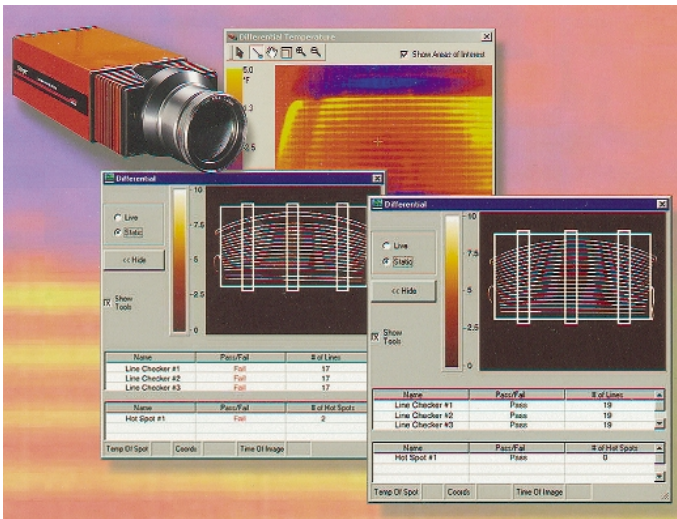 Differential Temperature
Show Areas of Interest
5.0
°F
Differential
Live
Static
<< Hide
Show
Tools
10
7.5
5
2.5
0
Name Pass/Fail # of Lines
Line Checker #1 Fail 17
Line Checker #2 Fail 17
Line Checker #3 Fail 17
Name Pass/Fail # of Hot Spots
Hot Spot #1 Fail 2
Temp Of Spot Coords Time Of Image
Differential
Live
Static
<< Hide
Show
Tools
10
7.5
5
2.5
0
Name Pass/Fail # of Lines
Line Checker #1 Pass 19
Line Checker #2 Pass 19
Line Checker #3 Pass 19
Name Pass/Fail # of Hot Spots
Hot Spot #1 Pass 0
Temp Of Spot Coords Time Of Image